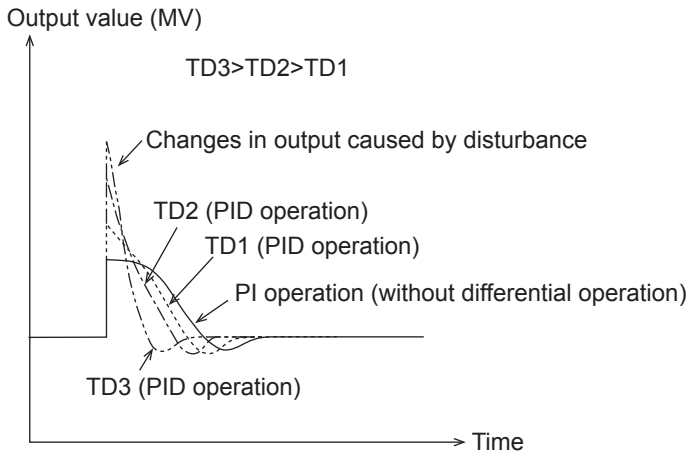 Output value (MV)
TD3>TD2>TD1
Changes in output caused by disturbance
TD2 (PID operation)
TD1 (PID operation)
PI operation (without differential operation)
TD3 (PID operation)
Time